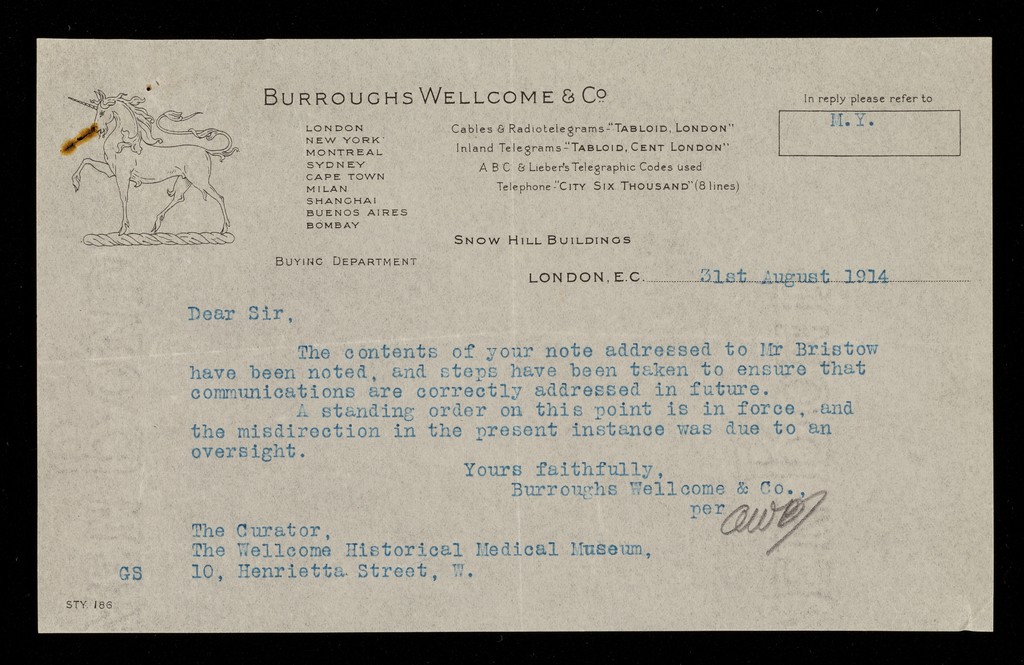 BURROUGHS WELLCOME & Co.
In reply please refer to
M.Y.
LONDON
NEW YORK
MONTREAL
SYDNEY
CAPE TOWN
MILAN
SHANGHAI
BUENOS AIRES
BOMBAY
Cables & Radiotelegrams-"TABLOID, LONDON"
Inland Telegrams-"TABLOID, CENT LONDON"
A B C & Lieber's Telegraphic Codes used
Telephone-"CITY SIX THOUSAND" (8 lines)
SNOW HILL BUILDINGS
BUYING DEPARTMENT
LONDON, E.C. 31st August 1914
Dear Sir,
The contents of your note addressed to Mr Bristow
have been noted, and steps have been taken to ensure that
communications are correctly addressed in future.
A standing order on this point is in force, and
the misdirection in the present instance was due to an
oversight.
Yours faithfully,
Burroughs Wellcome & Co.,
per
The Curator,
The Wellcome Historical Medical Museum,
GS 10, Henrietta Street, W.
STY. 186